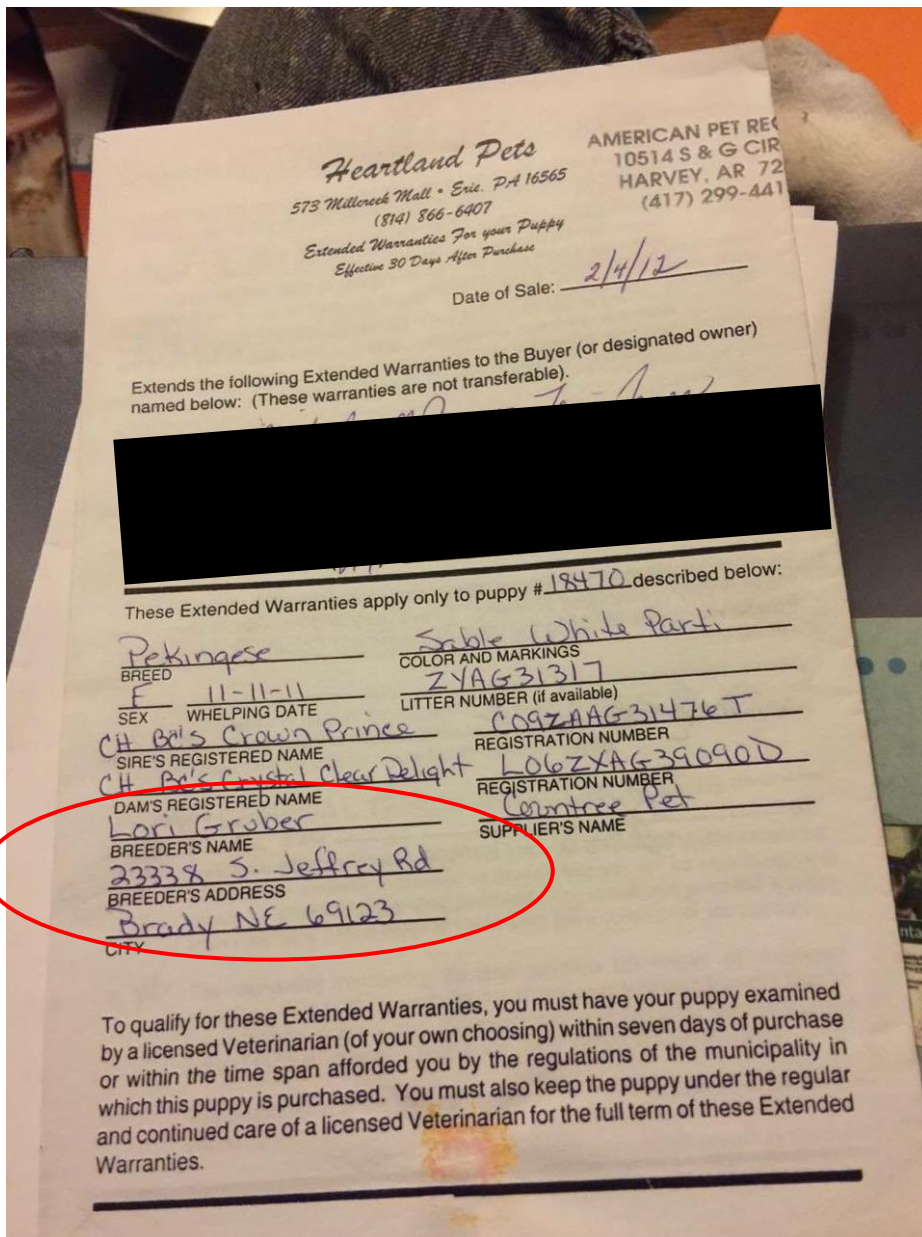 Heartland Pets
573 Millcreek Mall • Erie, PA 16565
(814) 866-6407
Extended Warranties For your Puppy
Effective 30 Days After Purchase
AMERICAN PET REG
10514 S & G CIR
HARVEY, AR 72
(417) 299-441
Date of Sale: 2/4/12
Extends the following Extended Warranties to the Buyer (or designated owner)
named below: (These warranties are not transferable).
These Extended Warranties apply only to puppy # 18470 described below:
Pekingese
BREED
Sable White Parti
COLOR AND MARKINGS
F 11-11-11
SEX WHELPING DATE
ZYAG31317
LITTER NUMBER (if available)
CH BC's Crown Prince
SIRE'S REGISTERED NAME
C09ZAAG31476T
REGISTRATION NUMBER
CH BC's Crystal Clear Delight
DAM'S REGISTERED NAME
L06ZXAG39090D
REGISTRATION NUMBER
Lori Gruber
BREEDER'S NAME
Countree Pet
SUPPLIER'S NAME
23338 S. Jeffrey Rd
BREEDER'S ADDRESS
Brady NE 69123
CITY
To qualify for these Extended Warranties, you must have your puppy examined
by a licensed Veterinarian (of your own choosing) within seven days of purchase
or within the time span afforded you by the regulations of the municipality in
which this puppy is purchased. You must also keep the puppy under the regular
and continued care of a licensed Veterinarian for the full term of these Extended
Warranties.